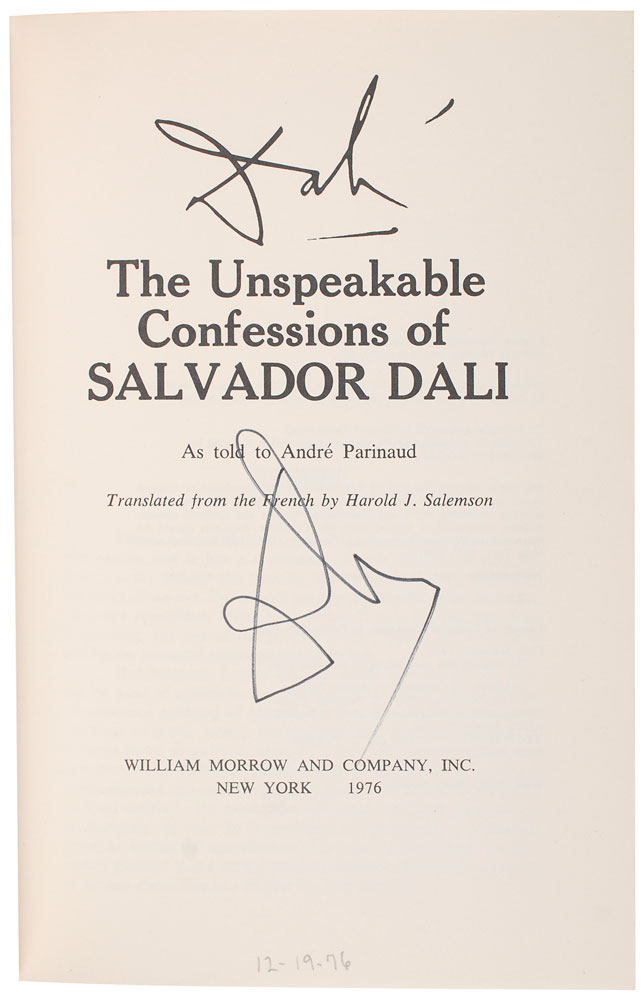 Dalí
The Unspeakable
Confessions of
SALVADOR DALI
As told to André Parinaud
Translated from the French by Harold J. Salemson
WILLIAM MORROW AND COMPANY, INC.
NEW YORK 1976
12-19-76